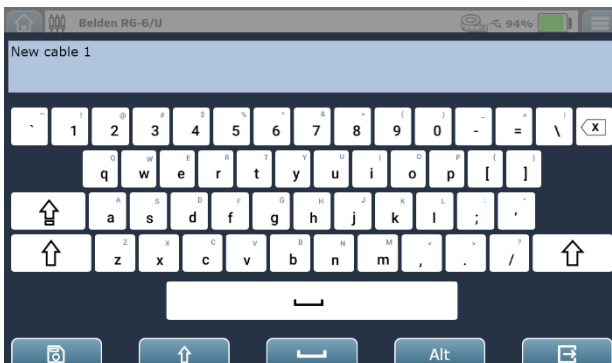 Belden RG-6/U 94%
New cable 1
~ ! @ # $ % ^ & * ( ) _ + |
` 1 2 3 4 5 6 7 8 9 0 - = \ x
Q W E R T Y U I O P { }
q w e r t y u i o p [ ]
A S D F G H J K L : "
a s d f g h j k l ; '
Z X C V B N M < > ?
z x c v b n m , . /
Alt